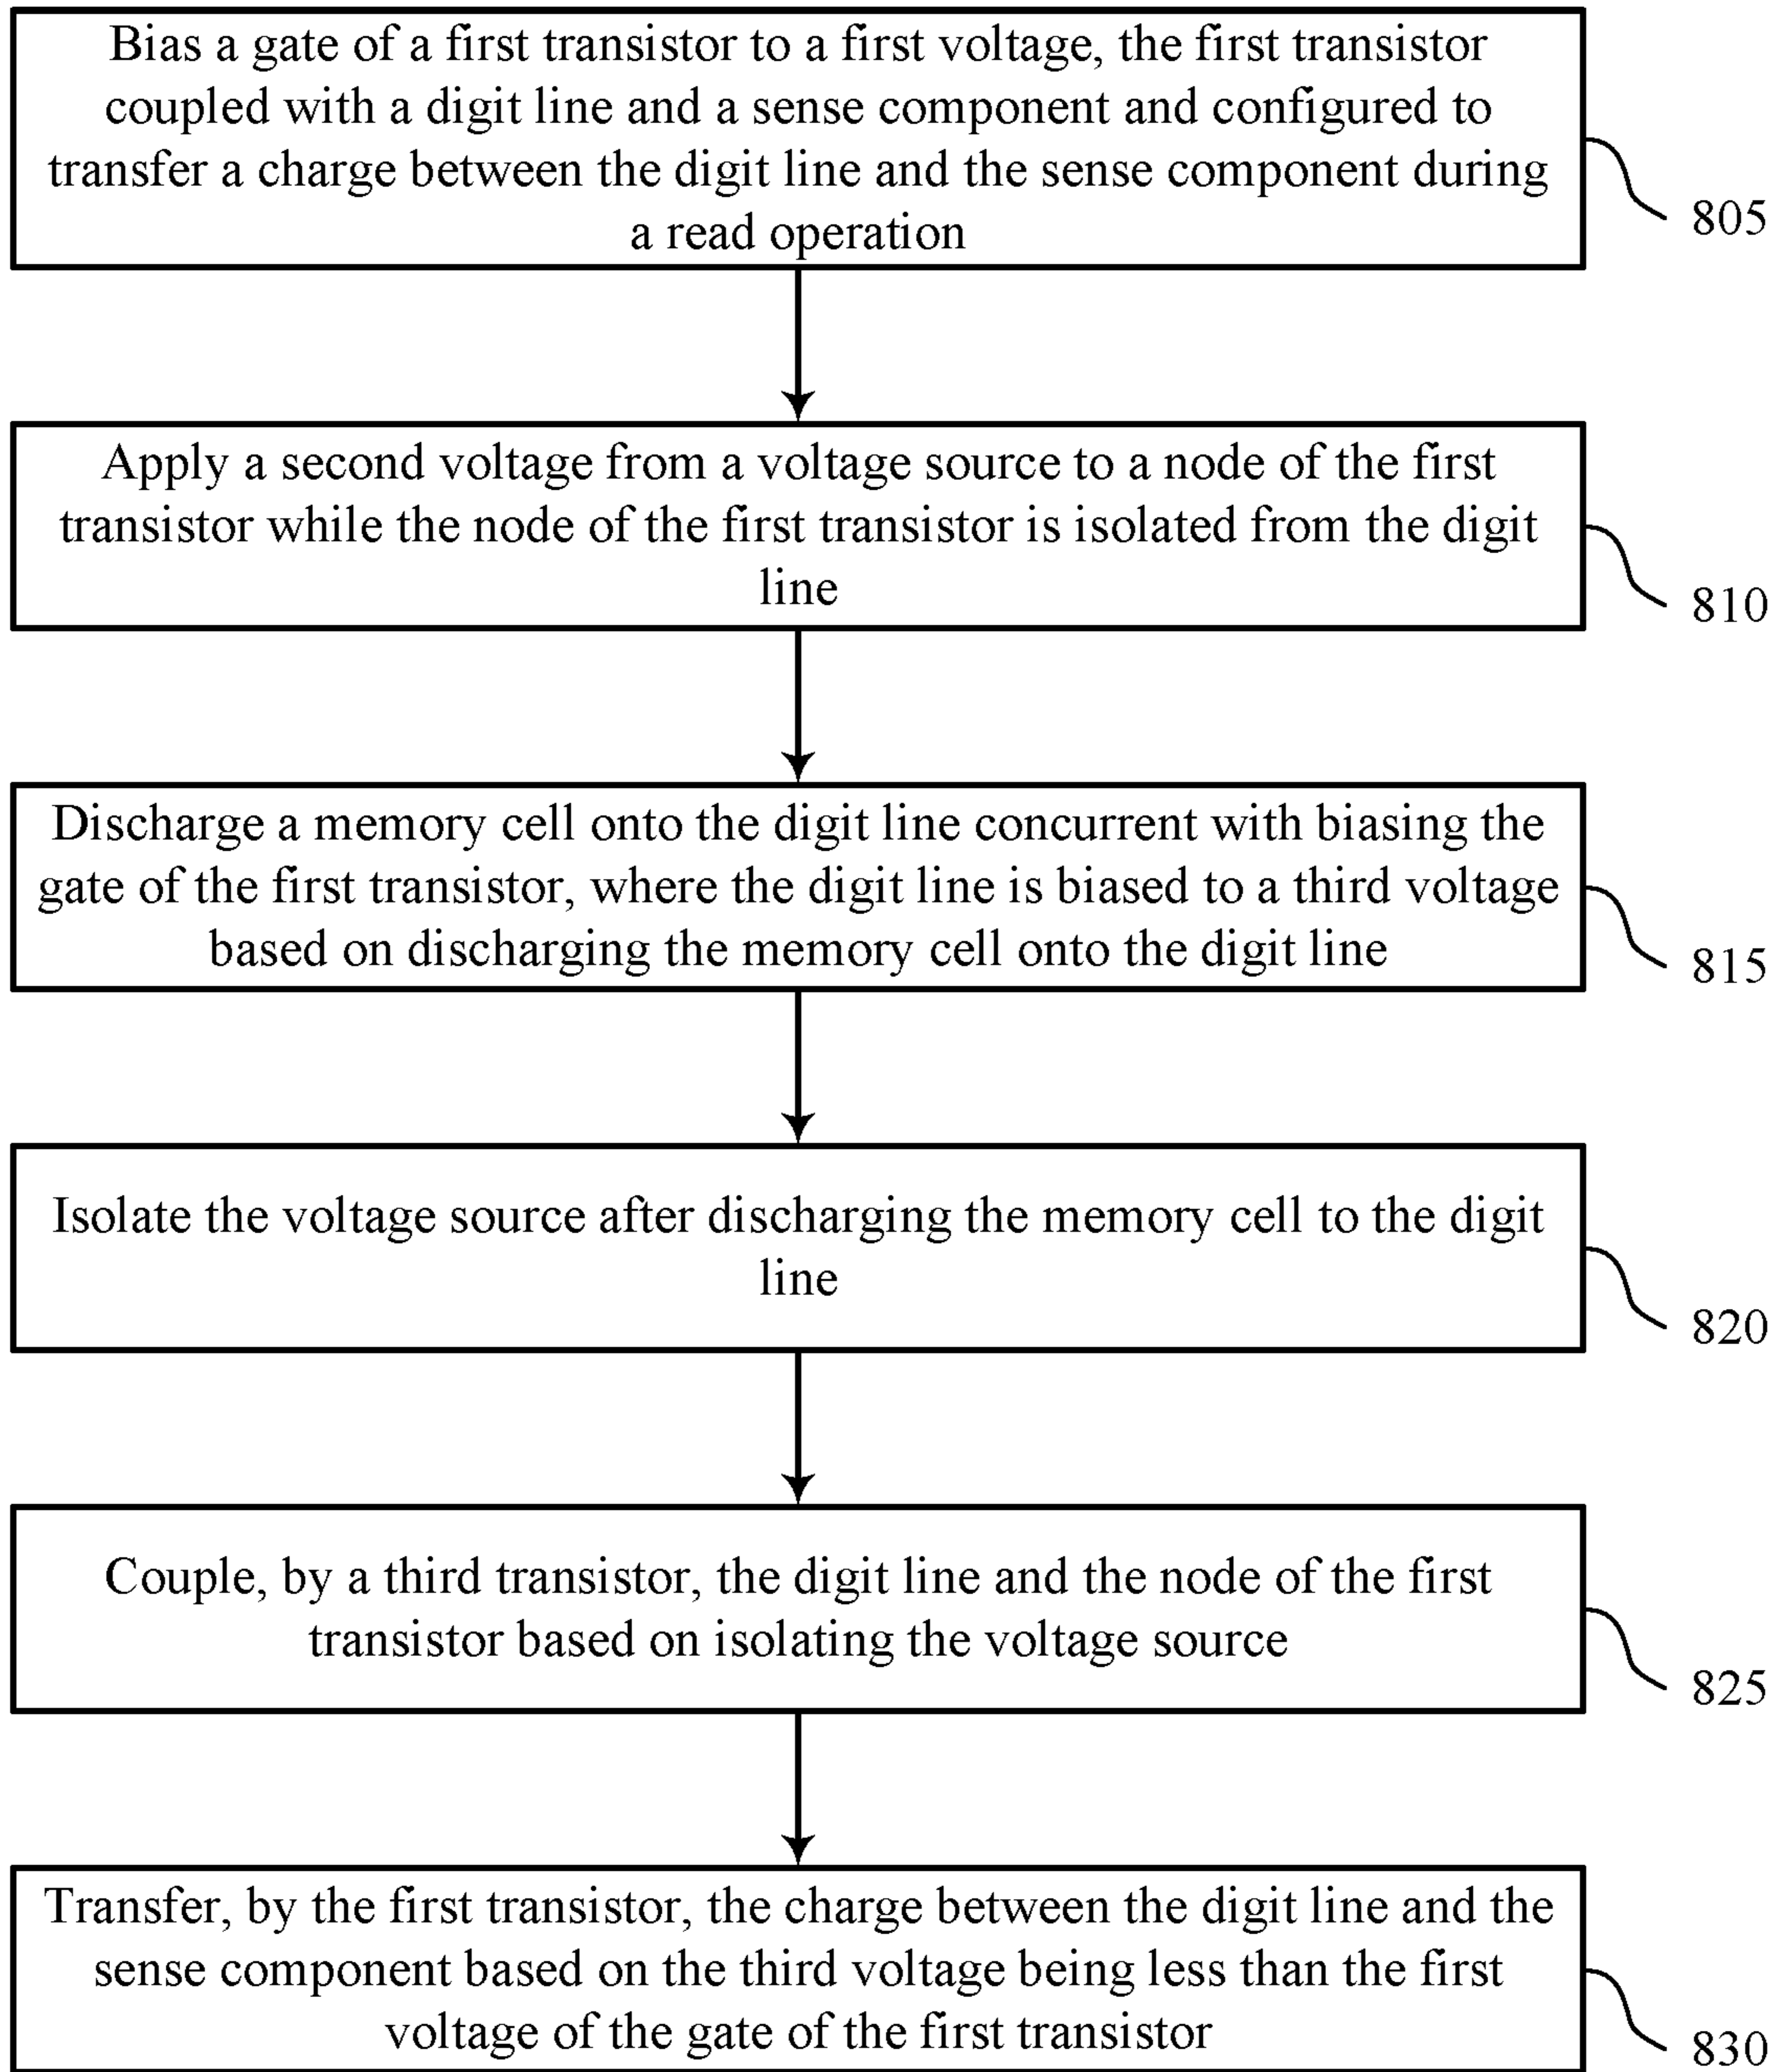 Bias a gate of a first transistor to a first voltage, the first transistor
coupled with a digit line and a sense component and configured to
transfer a charge between the digit line and the sense component during
a read operation
805
Apply a second voltage from a voltage source to a node of the first
transistor while the node of the first transistor is isolated from the digit
line
810
Discharge a memory cell onto the digit line concurrent with biasing the
gate of the first transistor, where the digit line is biased to a third voltage
based on discharging the memory cell onto the digit line
815
Isolate the voltage source after discharging the memory cell to the digit
line
820
Couple, by a third transistor, the digit line and the node of the first
transistor based on isolating the voltage source
825
Transfer, by the first transistor, the charge between the digit line and the
sense component based on the third voltage being less than the first
voltage of the gate of the first transistor
830